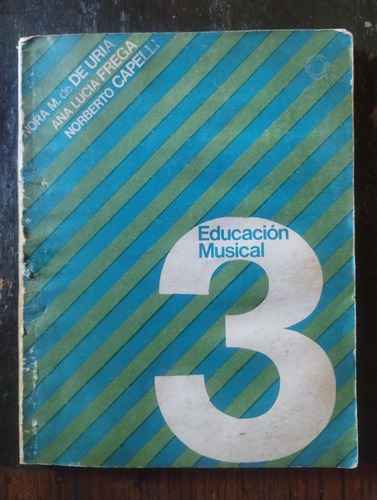 NORA M. de DE URIA
ANA LUCIA FREGA
NORBERTO CAPELLI
Educación
Musical
3